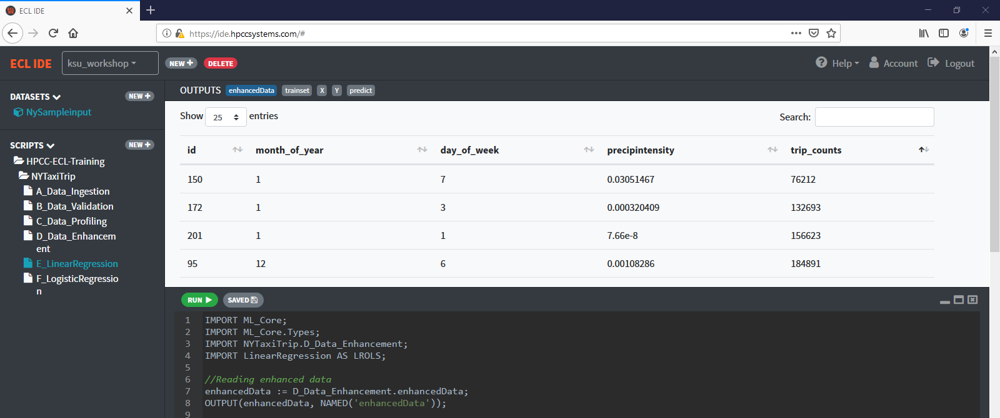 ECL IDE
https://ide.hpccsystems.com/#
ECL IDE ksu_workshop NEW + DELETE Help Account Logout
DATASETS NEW +
NySampleinput
SCRIPTS NEW +
HPCC-ECL-Training
NYTaxiTrip
A_Data_Ingestion
B_Data_Validation
C_Data_Profiling
D_Data_Enhancem
ent
E_LinearRegression
F_LogisticRegressio
n
OUTPUTS enhancedData trainset X Y predict
Show 25 entries Search:
id month_of_year day_of_week precipintensity trip_counts
150 1 7 0.03051467 76212
172 1 3 0.000320409 132693
201 1 1 7.66e-8 156623
95 12 6 0.00108286 184891
RUN SAVED
1 IMPORT ML_Core;
2 IMPORT ML_Core.Types;
3 IMPORT NYTaxiTrip.D_Data_Enhancement;
4 IMPORT LinearRegression AS LROLS;
5
6 //Reading enhanced data
7 enhancedData := D_Data_Enhancement.enhancedData;
8 OUTPUT(enhancedData, NAMED('enhancedData'));
9